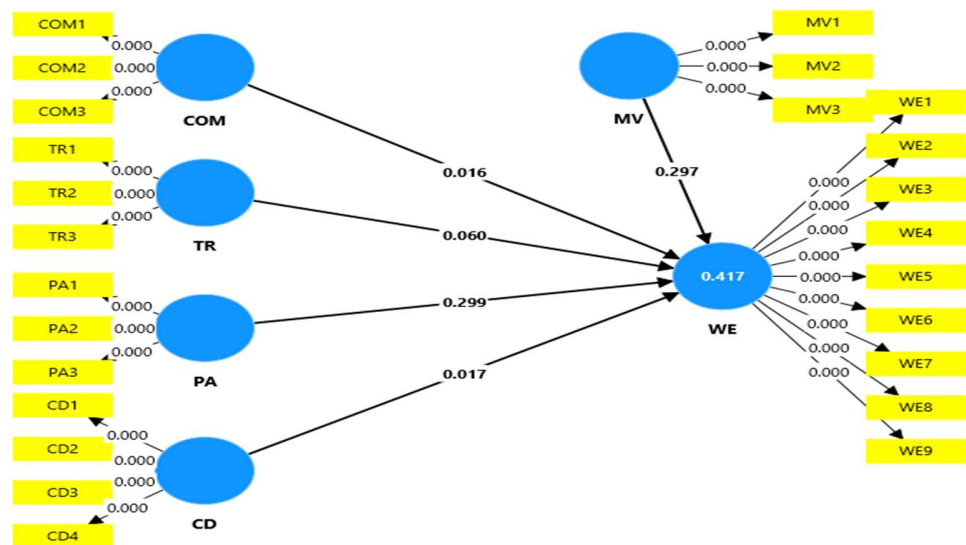 COM1
0.000
COM2
0.000
COM3
0.000
COM
TR1
0.000
TR2
0.000
TR3
0.000
TR
PA1
0.000
PA2
0.000
PA3
0.000
PA
CD1
0.000
CD2
0.000
CD3
0.000
CD4
0.000
CD
0.016
0.060
0.299
0.017
MV
0.297
0.000
MV1
0.000
MV2
0.000
MV3
0.417
WE
0.000
WE1
0.000
WE2
0.000
WE3
0.000
WE4
0.000
WE5
0.000
WE6
0.000
WE7
0.000
WE8
0.000
WE9